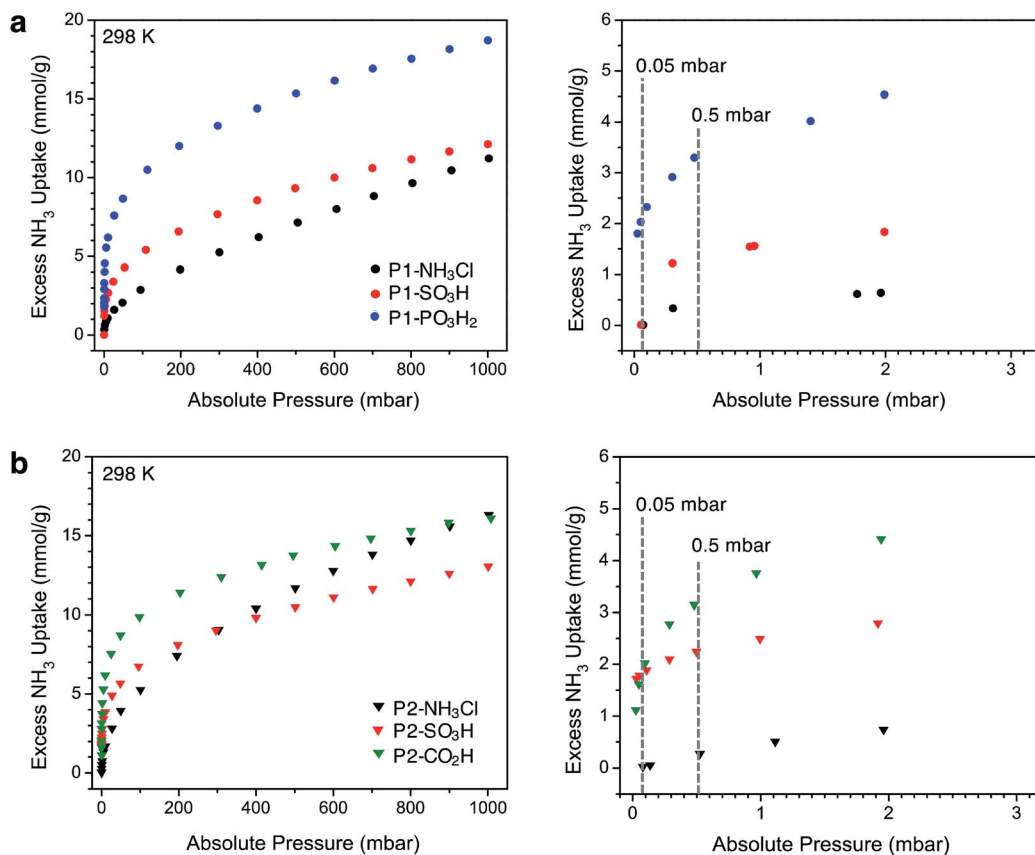 a
298 K
Excess NH₃ Uptake (mmol/g)
20
15
10
5
0
P1-NH₃Cl
P1-SO₃H
P1-PO₃H₂
0 200 400 600 800 1000
Absolute Pressure (mbar)
Excess NH₃ Uptake (mmol/g)
6
5
4
3
2
1
0
0.05 mbar
0.5 mbar
0 1 2 3
Absolute Pressure (mbar)
b
298 K
Excess NH₃ Uptake (mmol/g)
20
15
10
5
0
P2-NH₃Cl
P2-SO₃H
P2-CO₂H
0 200 400 600 800 1000
Absolute Pressure (mbar)
Excess NH₃ Uptake (mmol/g)
6
5
4
3
2
1
0
0.05 mbar
0.5 mbar
0 1 2 3
Absolute Pressure (mbar)